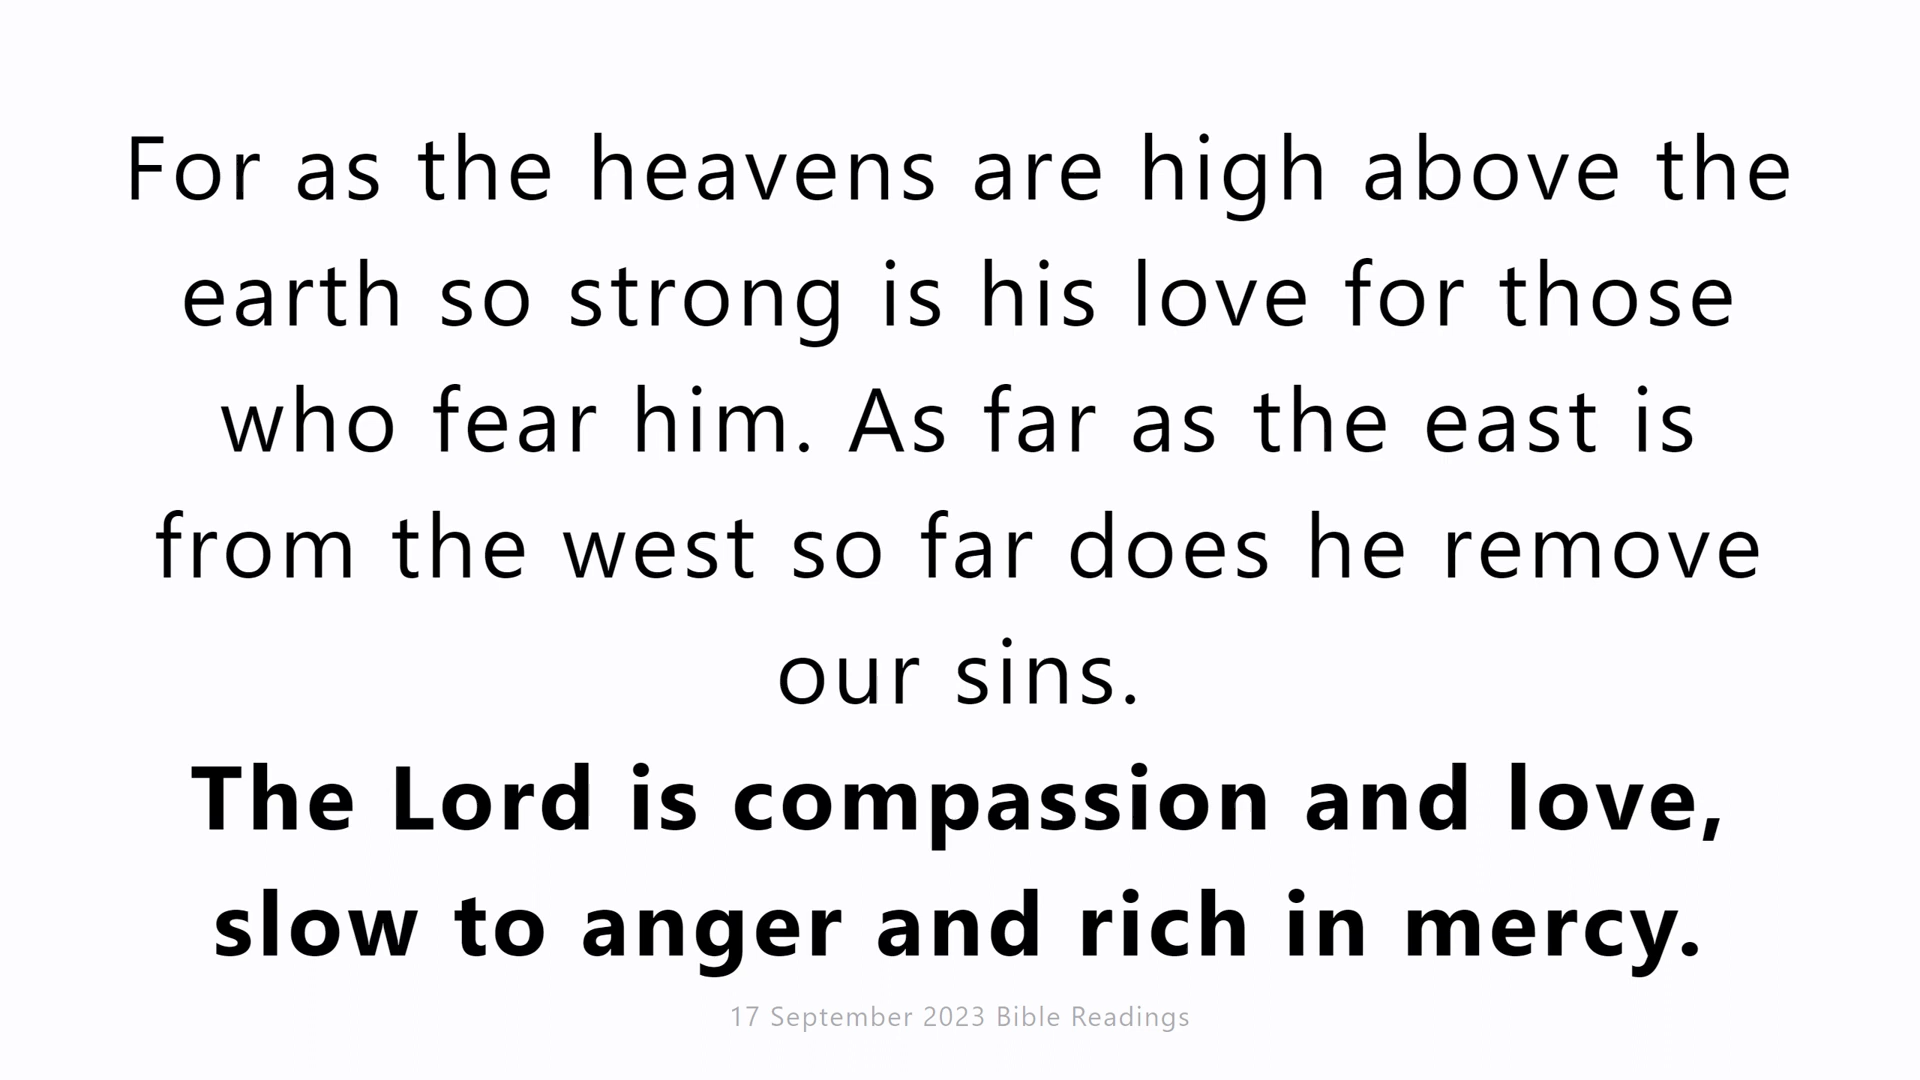 For as the heavens are high above the
earth so strong is his love for those
who fear him. As far as the east is
from the west so far does he remove
our sins.
The Lord is compassion and love,
slow to anger and rich in mercy.
17 September 2023 Bible Readings